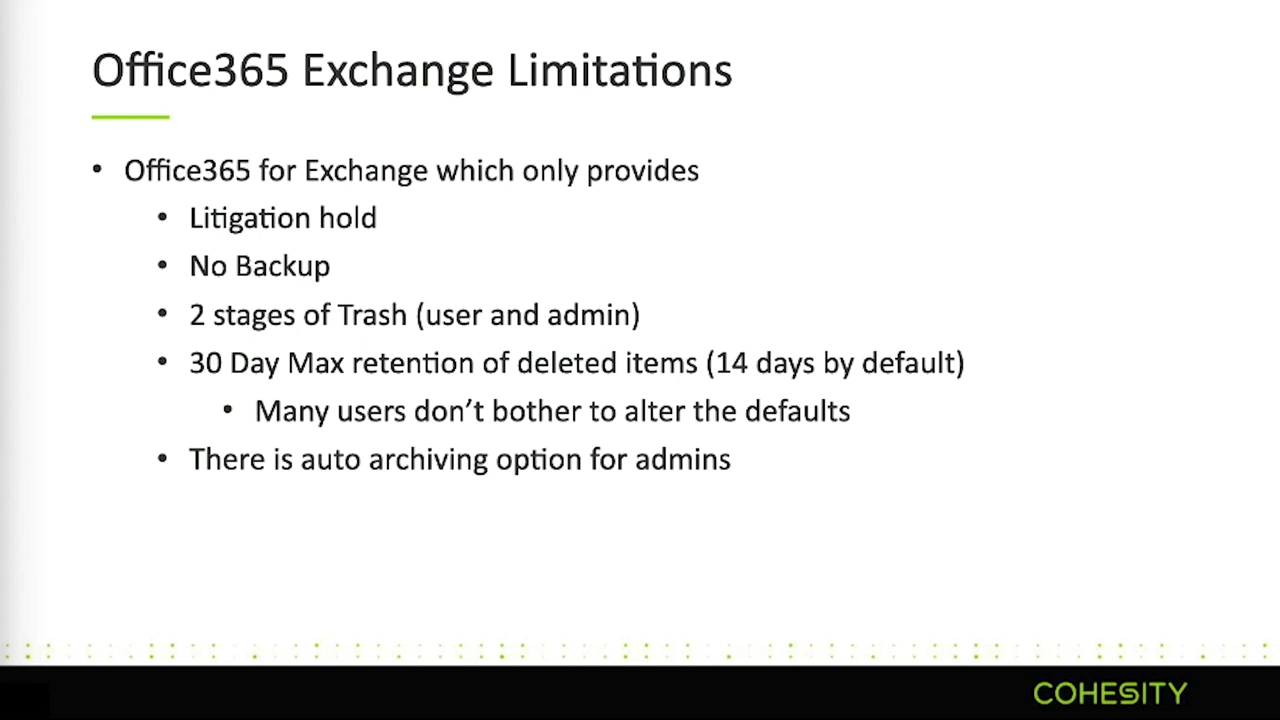 Office365 Exchange Limitations
• Office365 for Exchange which only provides
• Litigation hold
• No Backup
• 2 stages of Trash (user and admin)
• 30 Day Max retention of deleted items (14 days by default)
• Many users don’t bother to alter the defaults
• There is auto archiving option for admins
COHESITY